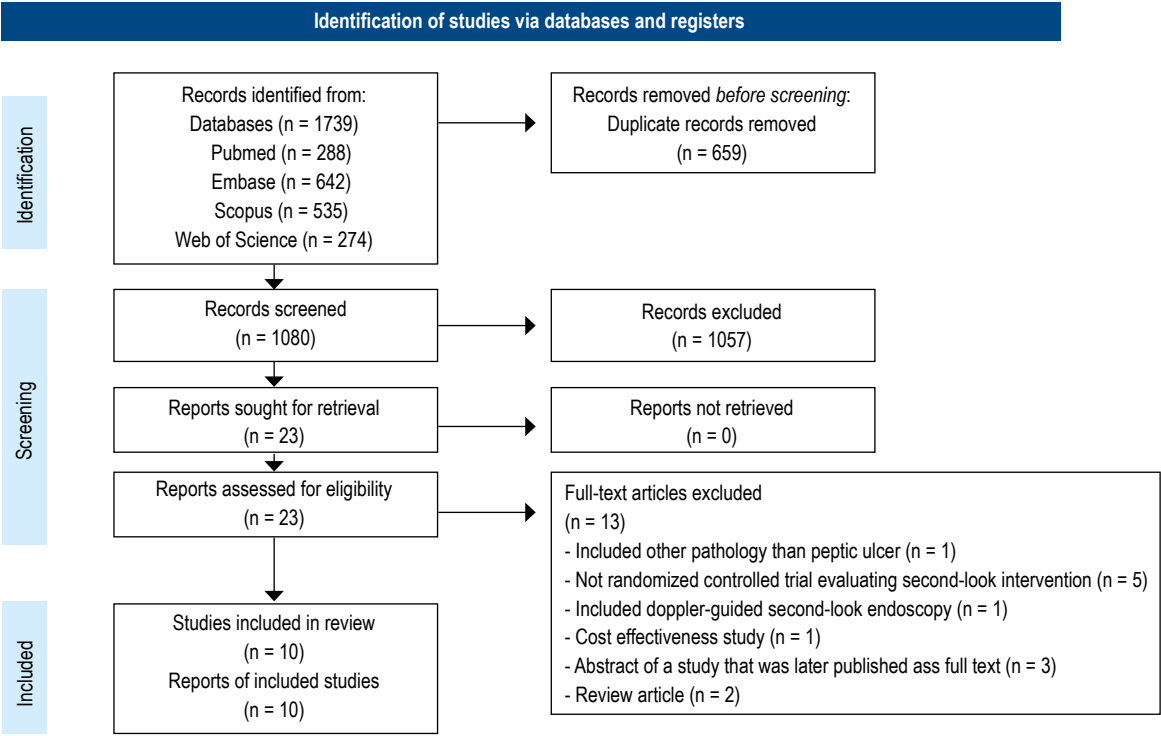 Identification of studies via databases and registers
Identification
Records identified from:
Databases (n = 1739)
Pubmed (n = 288)
Embase (n = 642)
Scopus (n = 535)
Web of Science (n = 274)
Records removed before screening:
Duplicate records removed
(n = 659)
Screening
Records screened
(n = 1080)
Records excluded
(n = 1057)
Reports sought for retrieval
(n = 23)
Reports not retrieved
(n = 0)
Reports assessed for eligibility
(n = 23)
Full-text articles excluded
(n = 13)
- Included other pathology than peptic ulcer (n = 1)
- Not randomized controlled trial evaluating second-look intervention (n = 5)
- Included doppler-guided second-look endoscopy (n = 1)
- Cost effectiveness study (n = 1)
- Abstract of a study that was later published ass full text (n = 3)
- Review article (n = 2)
Included
Studies included in review
(n = 10)
Reports of included studies
(n = 10)